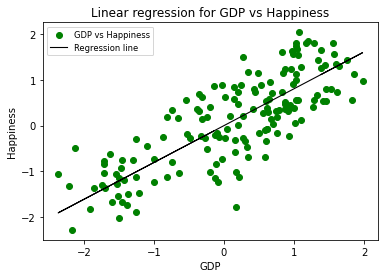 Linear regression for GDP vs Happiness
GDP vs Happiness
Regression line
Happiness
2
1
0
−1
−2
−2
−1
0
1
2
GDP